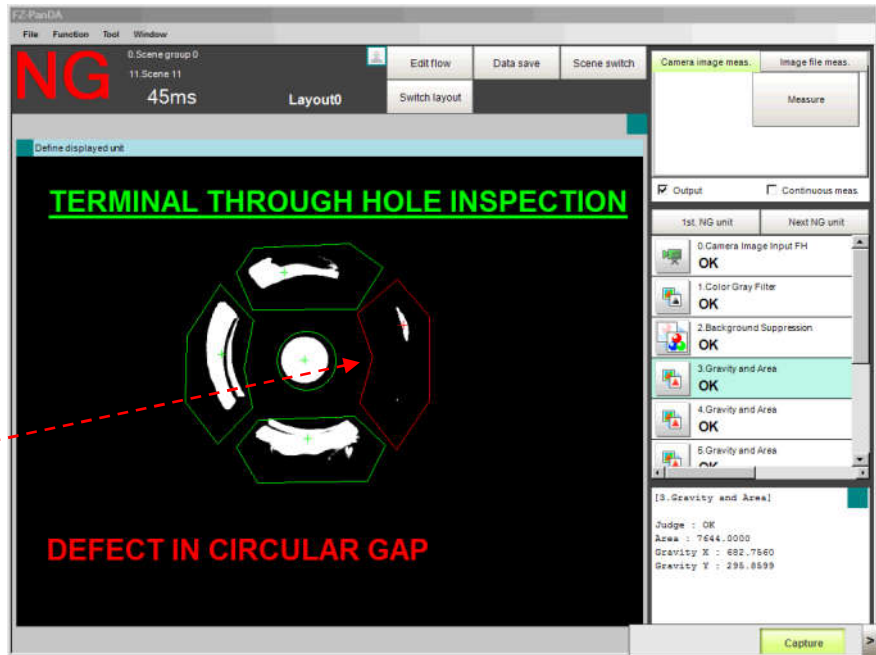 FZ-PanDA
File Function Tool Window
NG
0.Scene group 0
11.Scene 11
45ms
Layout0
Edit flow
Data save
Scene switch
Switch layout
Camera image meas.
Image file meas.
Measure
Define displayed unit
Output
Continuous meas.
TERMINAL THROUGH HOLE INSPECTION
1st. NG unit
Next NG unit
0.Camera Image Input FH
OK
1.Color Gray Filter
OK
2.Background Suppression
OK
3.Gravity and Area
OK
4.Gravity and Area
OK
5.Gravity and Area
OK
[3.Gravity and Area]
Judge : OK
Area : 7644.0000
Gravity X : 682.7560
Gravity Y : 295.8599
DEFECT IN CIRCULAR GAP
Capture
>